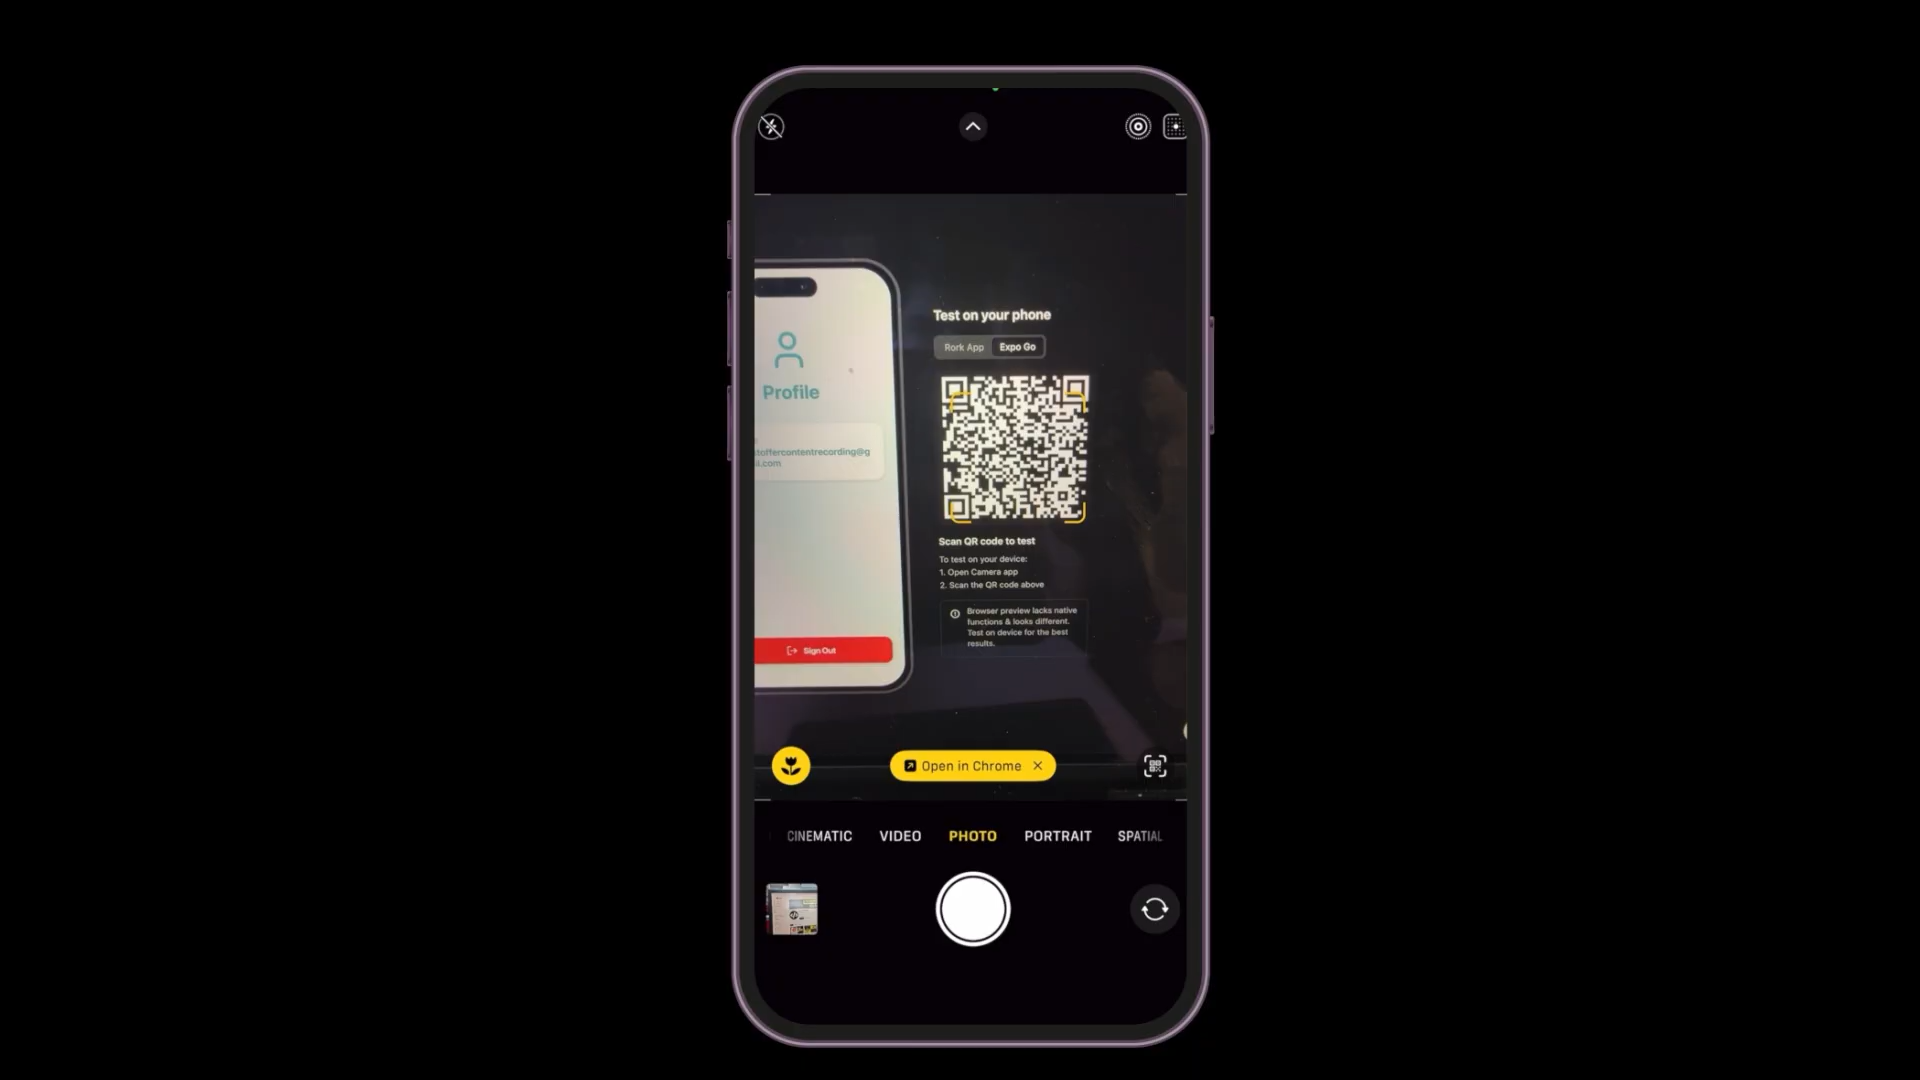 Test on your phone
Rork App
Expo Go
Profile
toffercontentrecording@g
.com
Scan QR code to test
To test on your device:
1. Open Camera app
2. Scan the QR code above
Browser preview lacks native
functions & looks different.
Test on device for the best
results.
Sign Out
Open in Chrome
CINEMATIC
VIDEO
PHOTO
PORTRAIT
SPATIAL